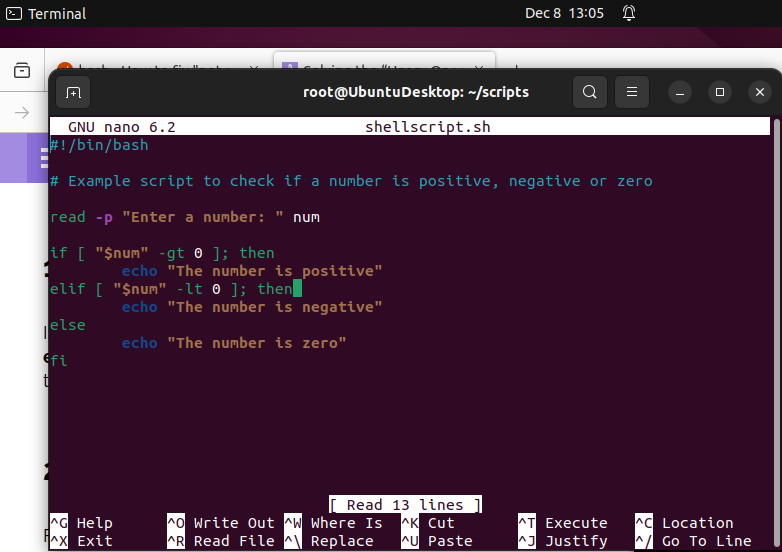 Terminal
Dec 8 13:05
root@UbuntuDesktop: ~/scripts
GNU nano 6.2 shellscript.sh
#!/bin/bash
# Example script to check if a number is positive, negative or zero
read -p "Enter a number: " num
if [ "$num" -gt 0 ]; then
echo "The number is positive"
elif [ "$num" -lt 0 ]; then
echo "The number is negative"
else
echo "The number is zero"
fi
[ Read 13 lines ]
^G Help ^O Write Out ^W Where Is ^K Cut ^T Execute ^C Location
^X Exit ^R Read File ^\ Replace ^U Paste ^J Justify ^/ Go To Line